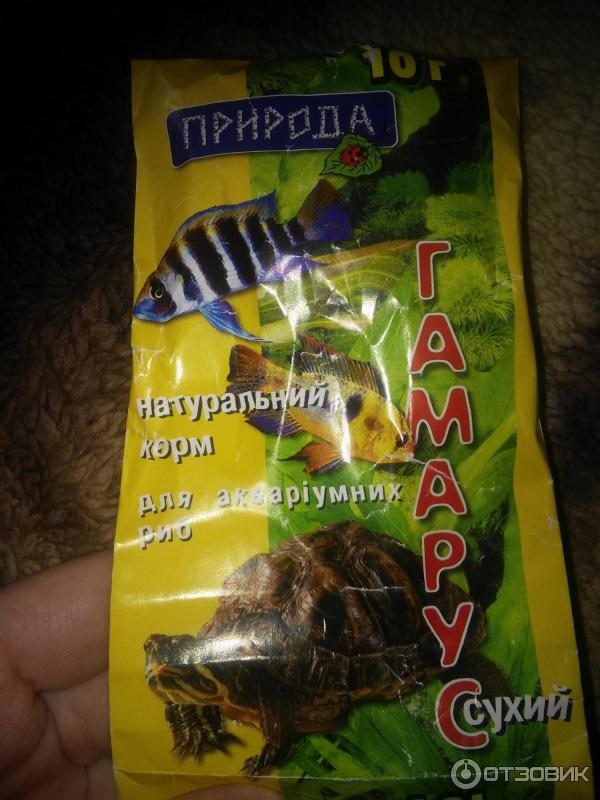 10 г.
ПРИРОДА
ГАМАРУС
натуральний
корм
для акваріумних
риб
сухий
ОТЗОВИК